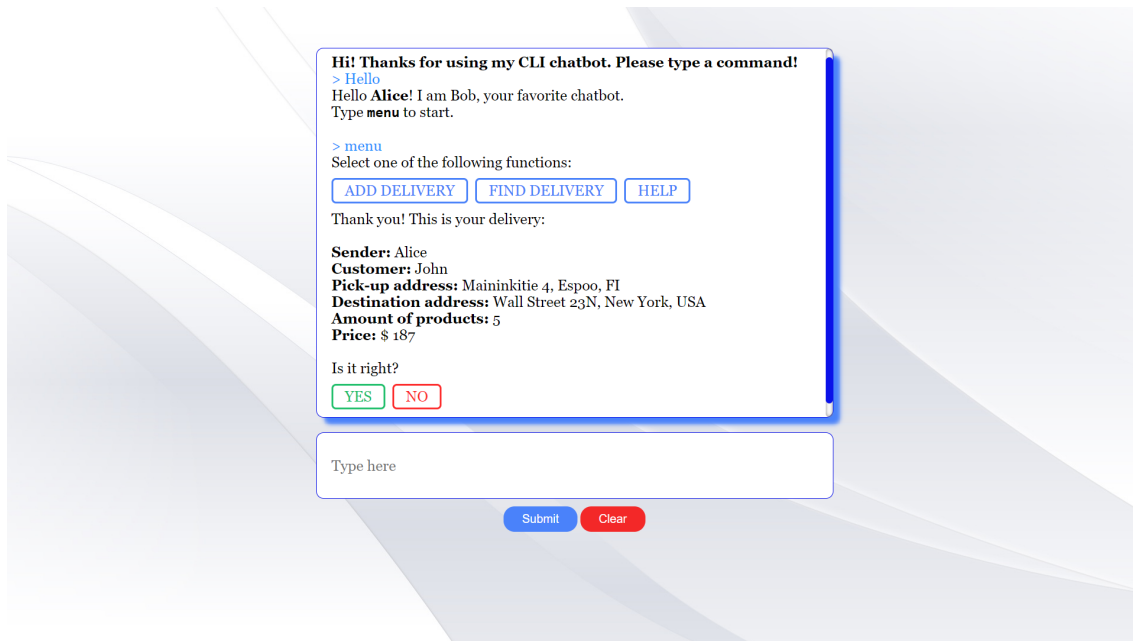 Hi! Thanks for using my CLI chatbot. Please type a command!
> Hello
Hello Alice! I am Bob, your favorite chatbot.
Type menu to start.
> menu
Select one of the following functions:
ADD DELIVERY FIND DELIVERY HELP
Thank you! This is your delivery:
Sender: Alice
Customer: John
Pick-up address: Maininkitie 4, Espoo, FI
Destination address: Wall Street 23N, New York, USA
Amount of products: 5
Price: $ 187
Is it right?
YES NO
Type here
Submit Clear